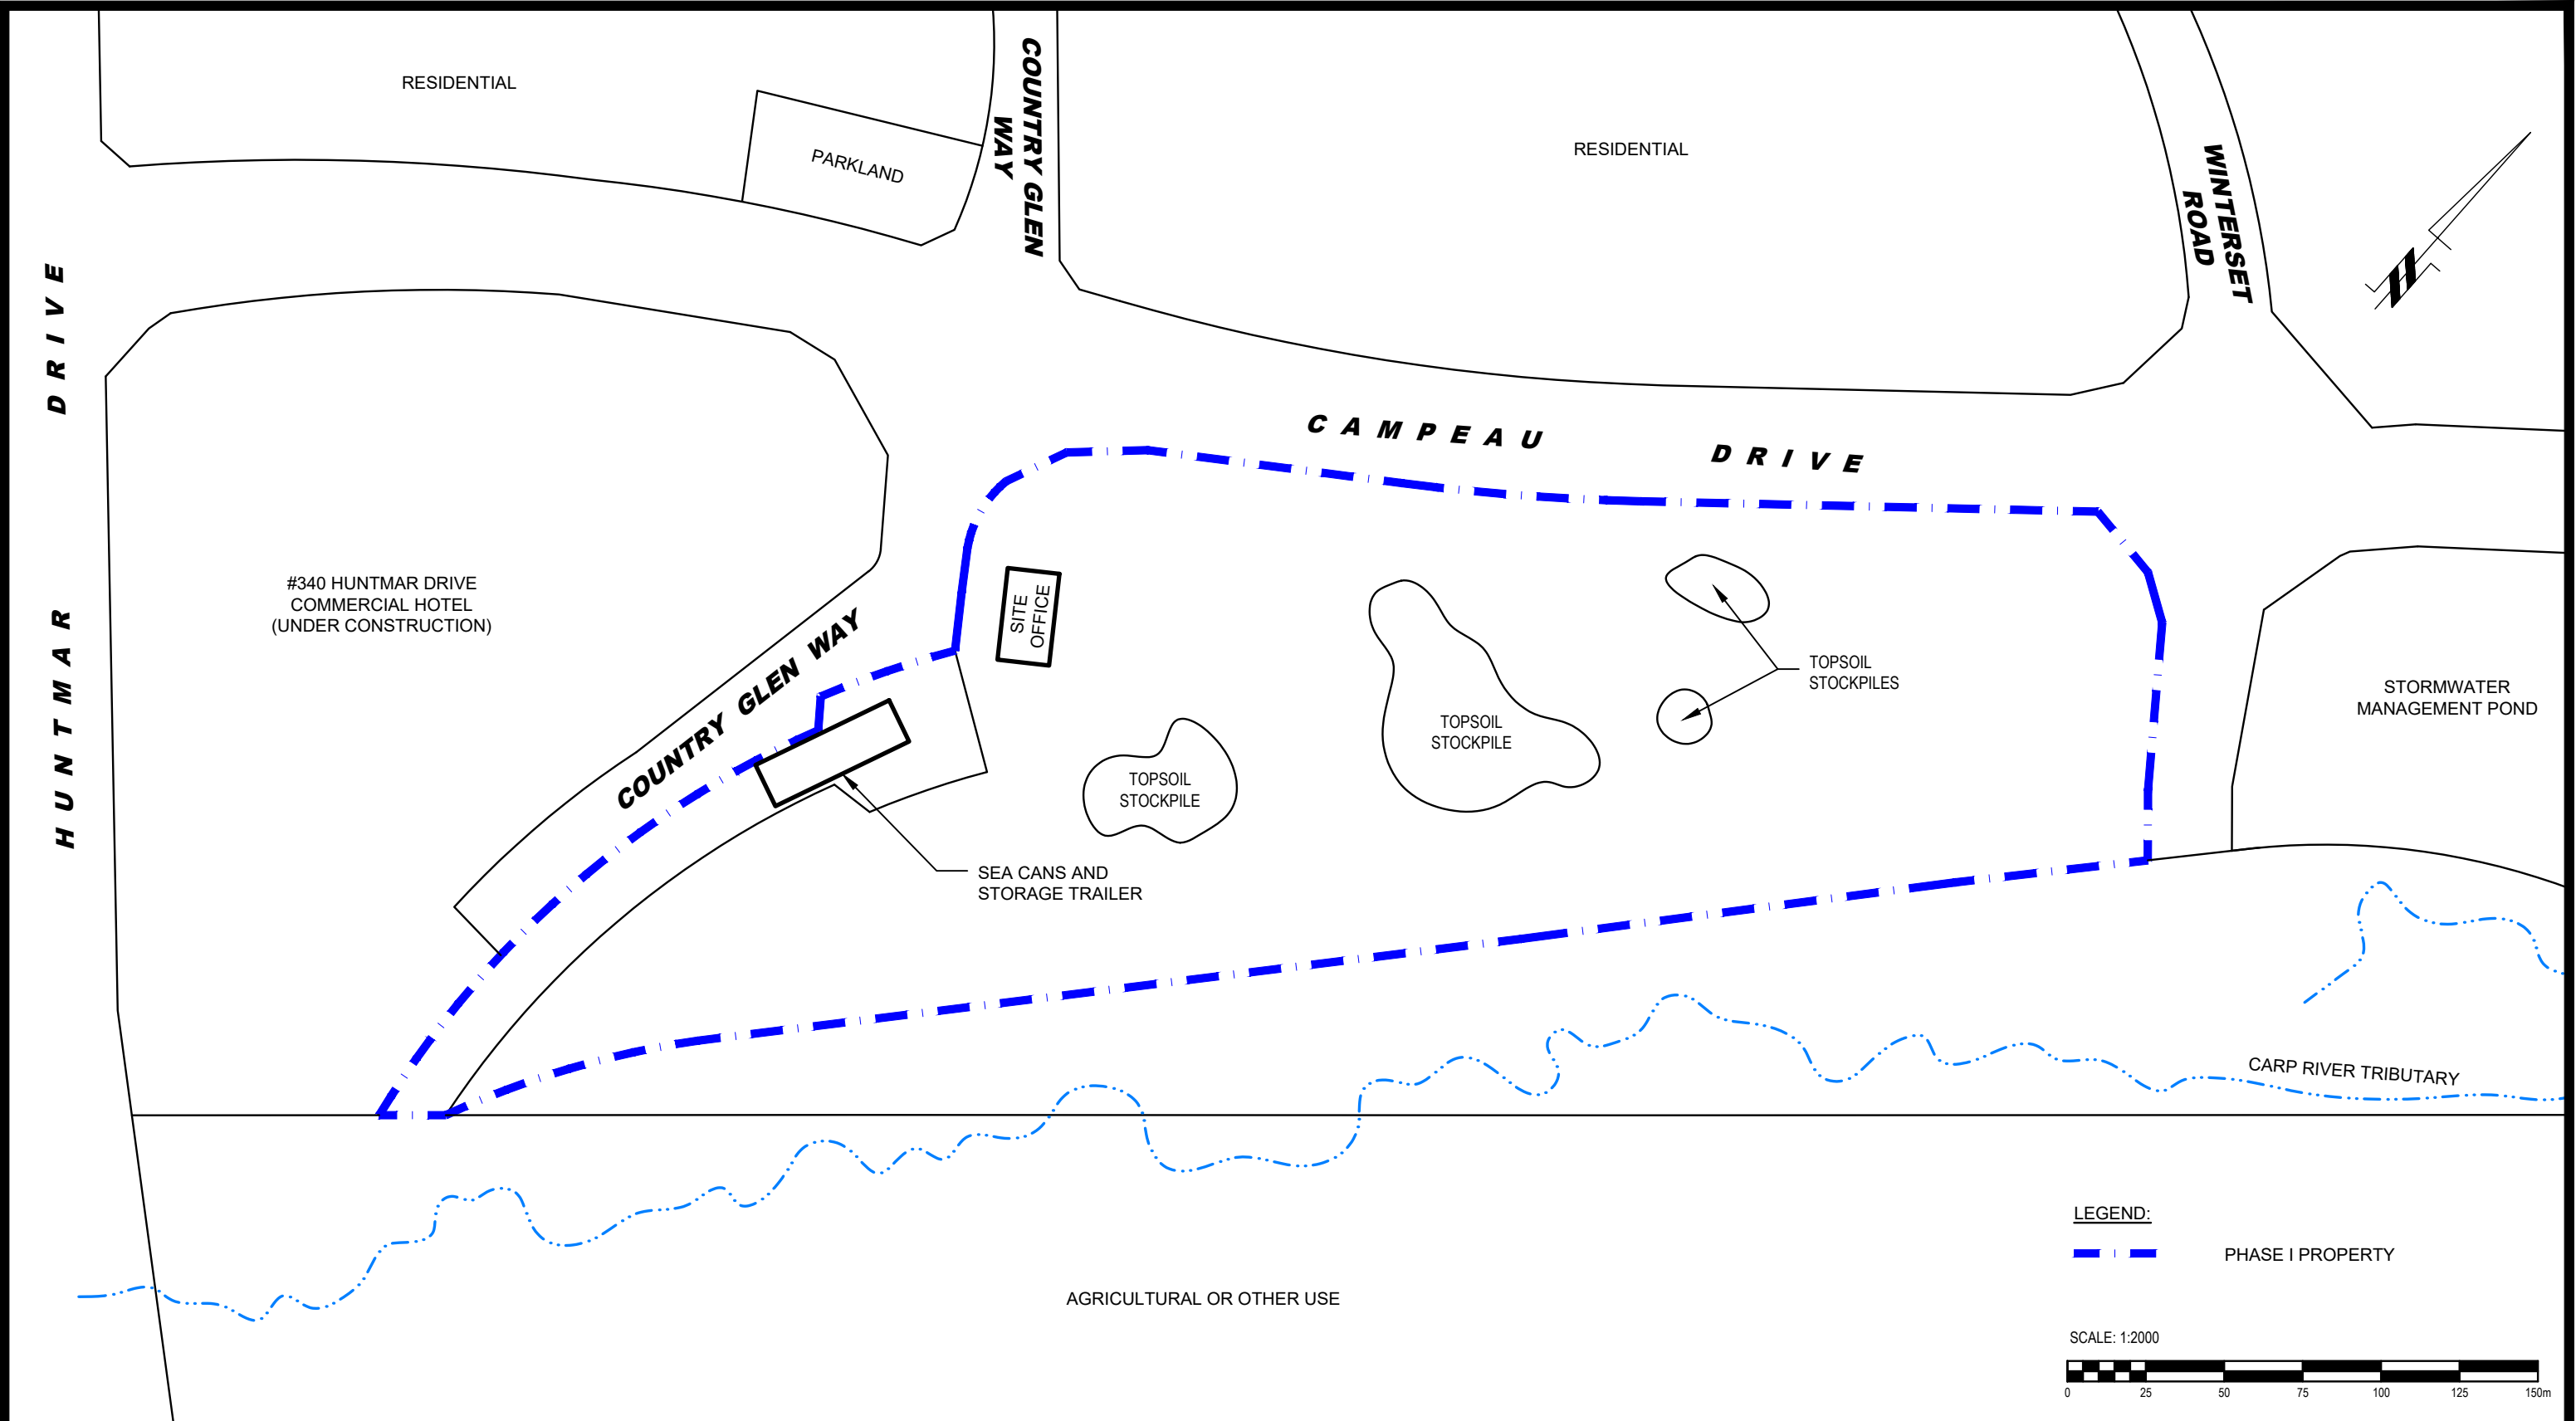 RESIDENTIAL
PARKLAND
COUNTRY GLEN
WAY
RESIDENTIAL
WINTERSET
ROAD
HUNTMAR DRIVE
CAMPEAU DRIVE
#340 HUNTMAR DRIVE
COMMERCIAL HOTEL
(UNDER CONSTRUCTION)
COUNTRY GLEN WAY
SITE
OFFICE
TOPSOIL
STOCKPILES
TOPSOIL
STOCKPILE
TOPSOIL
STOCKPILE
STORMWATER
MANAGEMENT POND
SEA CANS AND
STORAGE TRAILER
CARP RIVER TRIBUTARY
AGRICULTURAL OR OTHER USE
LEGEND:
PHASE I PROPERTY
SCALE: 1:2000
0 25 50 75 100 125 150m